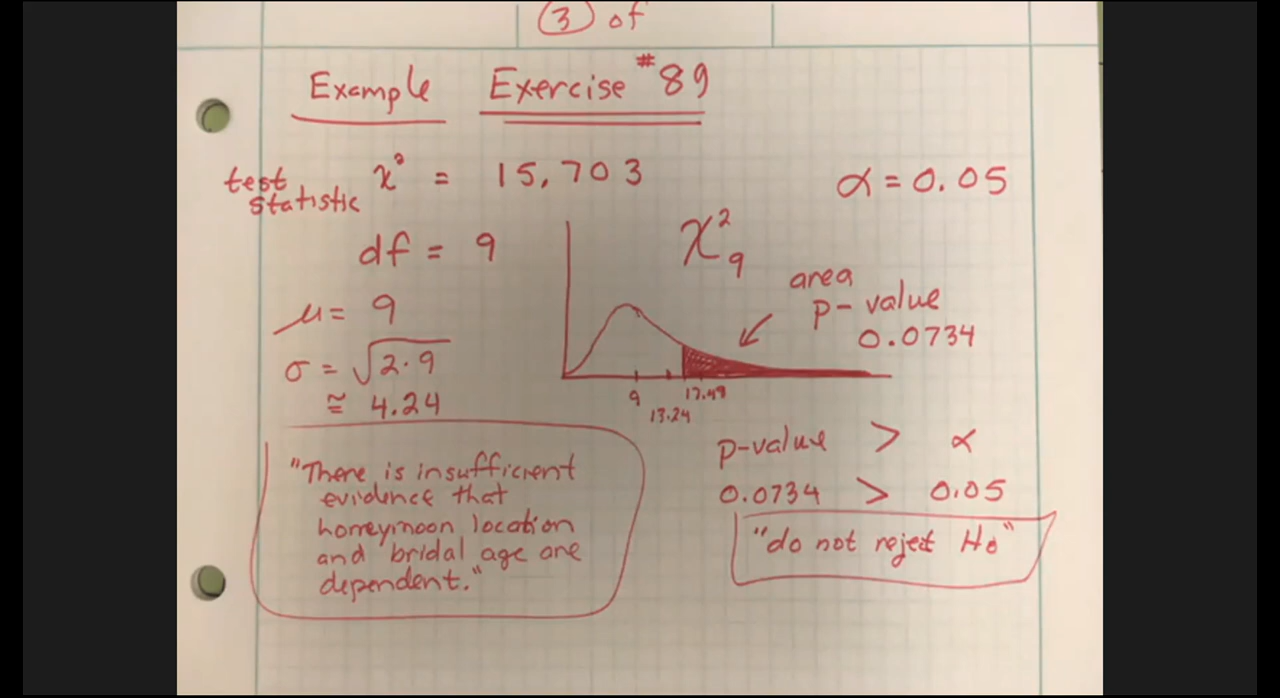 ③ of
Example Exercise #89
test statistic x² = 15,703
α = 0.05
df = 9
χ²₉
μ = 9
area
p-value
0.0734
σ = √2·9
≅ 4.24
9
13.24
17.49
p-value > α
0.0734 > 0.05
"do not reject Ho"
"There is insufficient
evidence that
honeymoon location
and bridal age are
dependent."